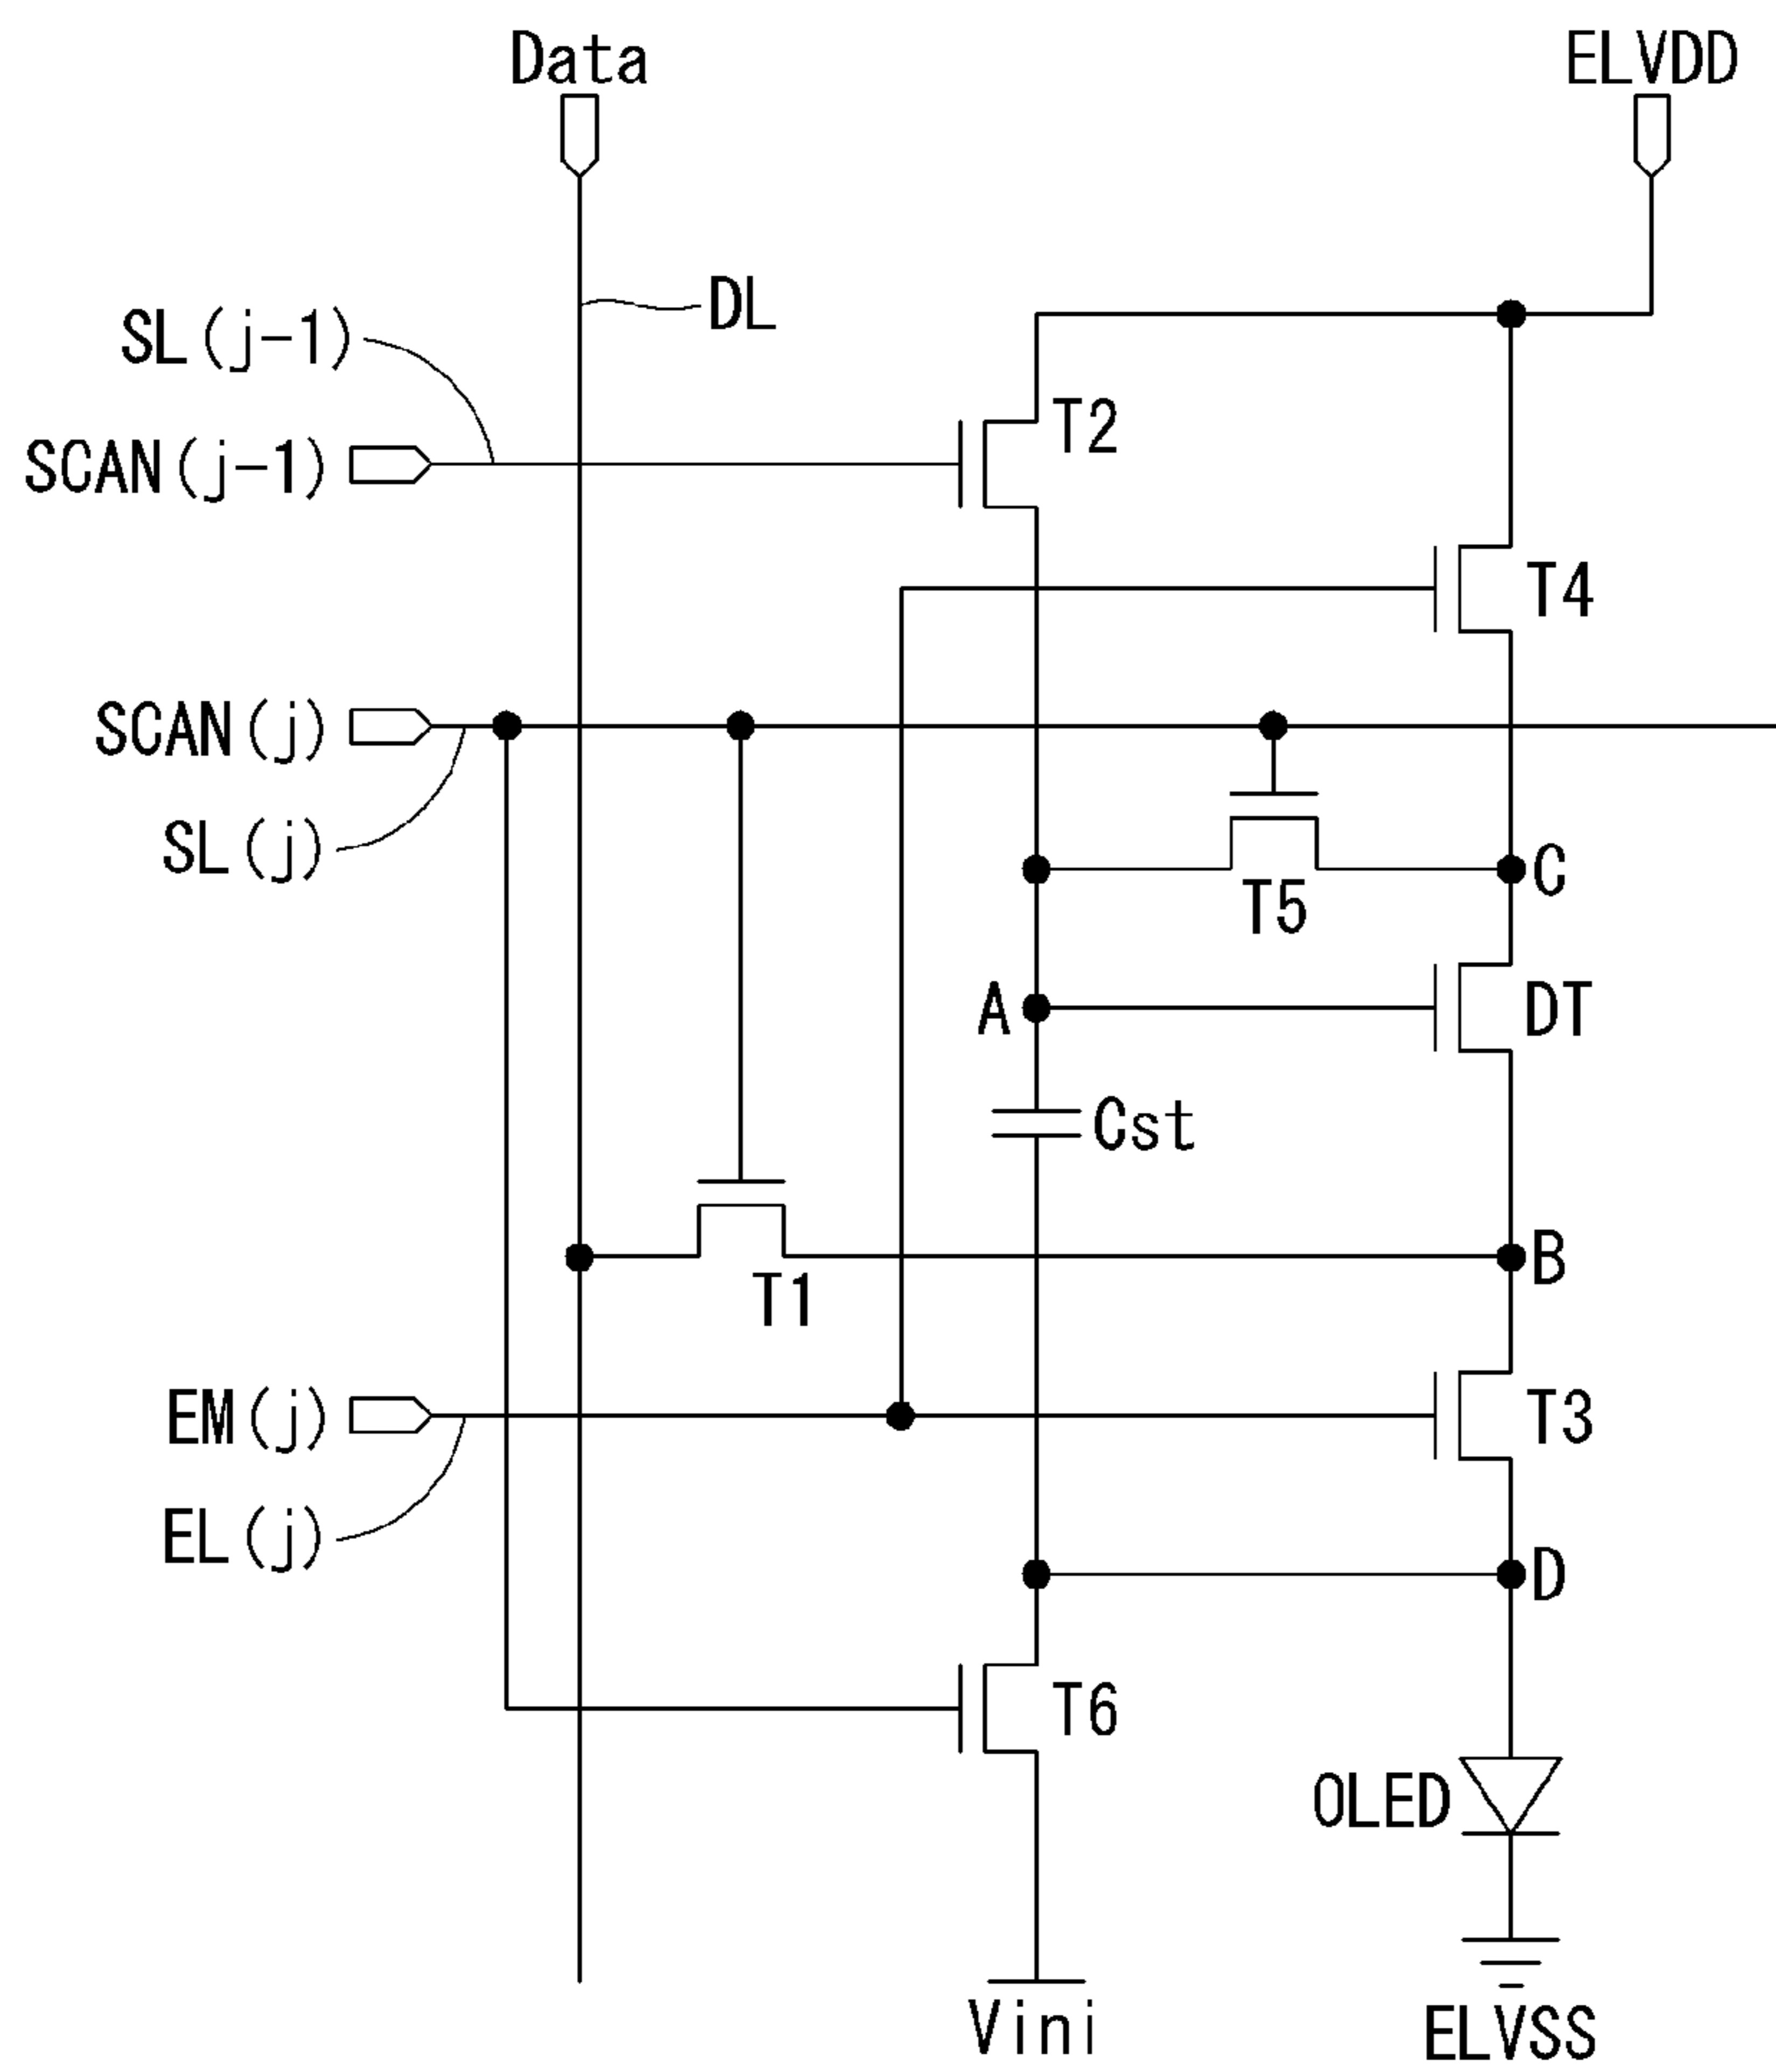 Data
ELVDD
DL
SL(j-1)
T2
SCAN(j-1)
T4
SCAN(j)
SL(j)
C
T5
A
DT
Cst
B
T1
EM(j)
T3
EL(j)
D
T6
OLED
Vini
ELVSS